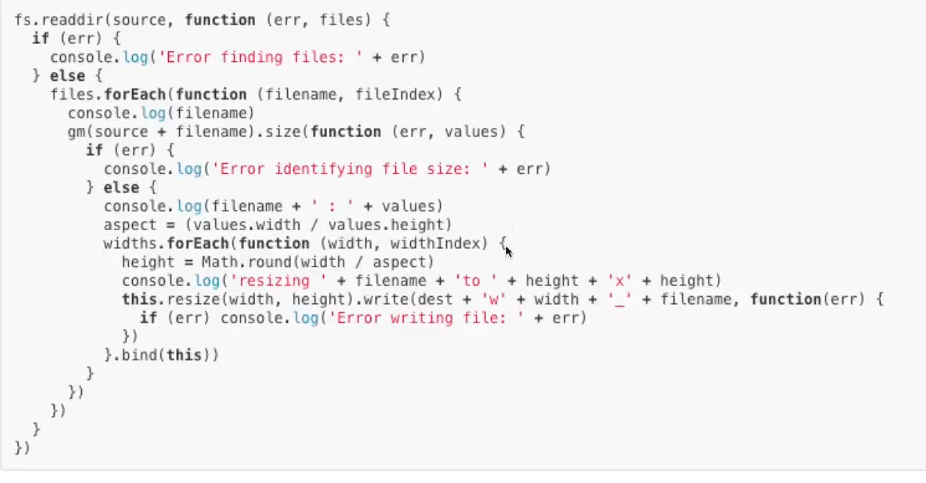 fs.readdir(source, function (err, files) {
  if (err) {
    console.log('Error finding files: ' + err)
  } else {
    files.forEach(function (filename, fileIndex) {
      console.log(filename)
      gm(source + filename).size(function (err, values) {
        if (err) {
          console.log('Error identifying file size: ' + err)
        } else {
          console.log(filename + ' : ' + values)
          aspect = (values.width / values.height)
          widths.forEach(function (width, widthIndex) {
            height = Math.round(width / aspect)
            console.log('resizing ' + filename + 'to ' + height + 'x' + height)
            this.resize(width, height).write(dest + 'w' + width + '_' + filename, function(err) {
              if (err) console.log('Error writing file: ' + err)
            })
          }.bind(this))
        }
      })
    })
  }
})